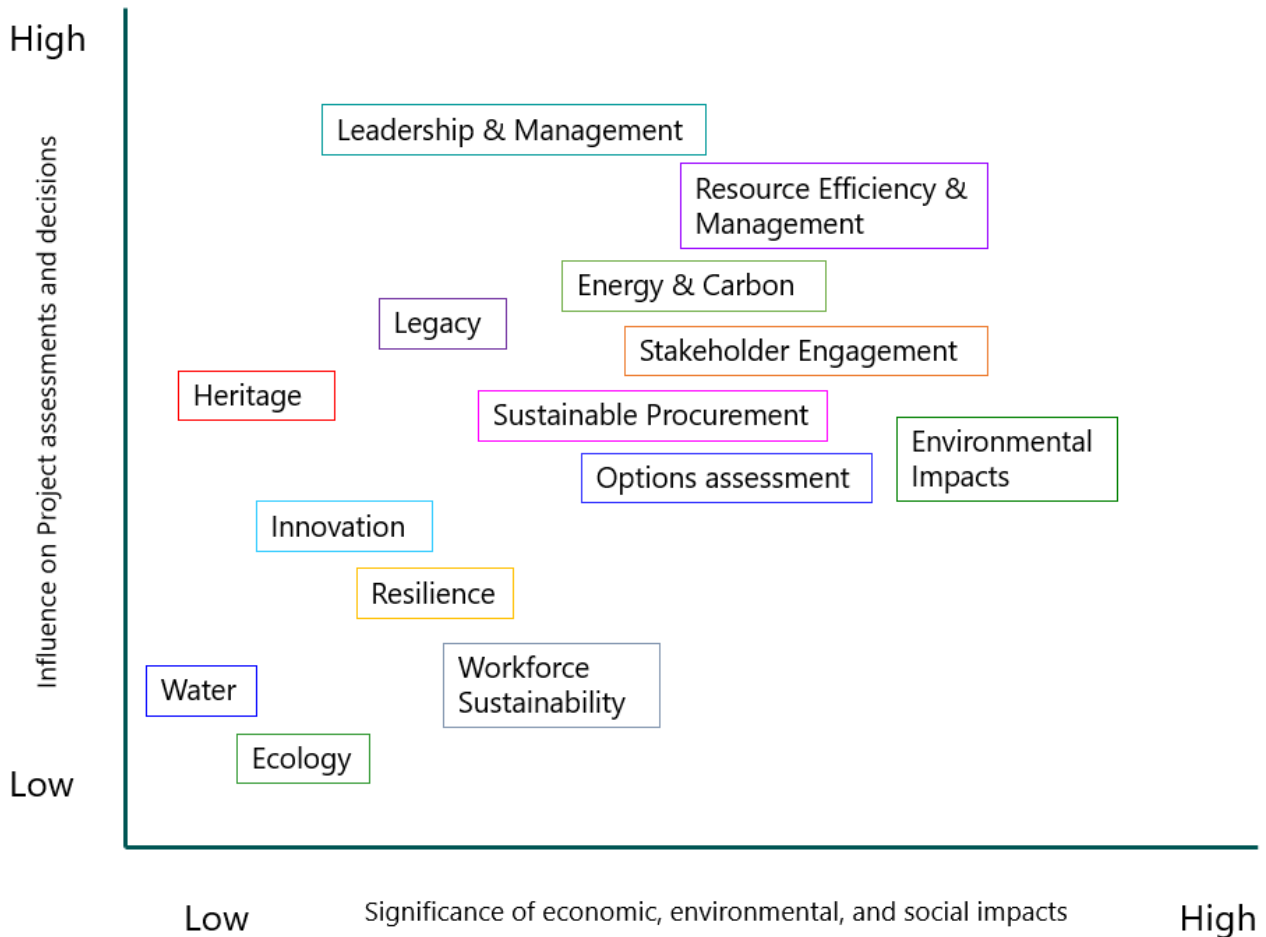 High
Influence on Project assessments and decisions
Leadership & Management
Resource Efficiency &
Management
Energy & Carbon
Legacy
Stakeholder Engagement
Heritage
Sustainable Procurement
Environmental
Impacts
Options assessment
Innovation
Resilience
Workforce
Sustainability
Water
Ecology
Low
Low
Significance of economic, environmental, and social impacts
High